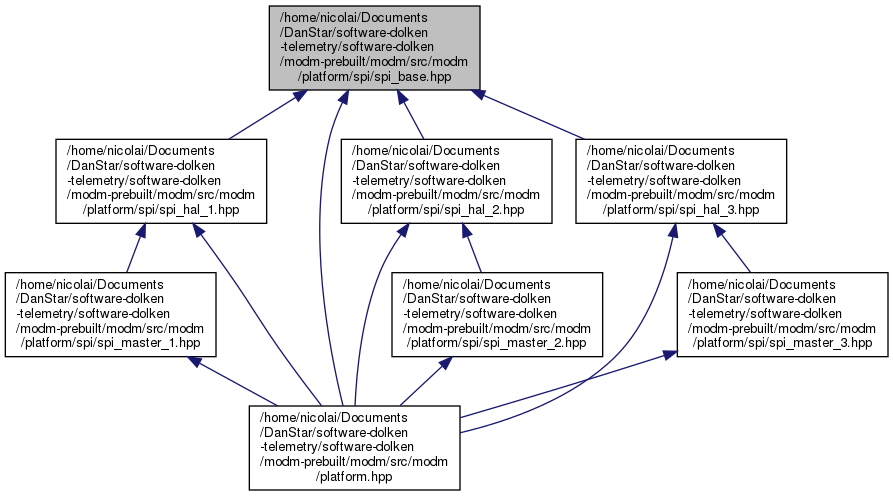 /home/nicolai/Documents
/DanStar/software-dolken
-telemetry/software-dolken
/modm-prebuilt/modm/src/modm
/platform/spi/spi_base.hpp
/home/nicolai/Documents
/DanStar/software-dolken
-telemetry/software-dolken
/modm-prebuilt/modm/src/modm
/platform/spi/spi_hal_1.hpp
/home/nicolai/Documents
/DanStar/software-dolken
-telemetry/software-dolken
/modm-prebuilt/modm/src/modm
/platform/spi/spi_hal_2.hpp
/home/nicolai/Documents
/DanStar/software-dolken
-telemetry/software-dolken
/modm-prebuilt/modm/src/modm
/platform/spi/spi_hal_3.hpp
/home/nicolai/Documents
/DanStar/software-dolken
-telemetry/software-dolken
/modm-prebuilt/modm/src/modm
/platform/spi/spi_master_1.hpp
/home/nicolai/Documents
/DanStar/software-dolken
-telemetry/software-dolken
/modm-prebuilt/modm/src/modm
/platform/spi/spi_master_2.hpp
/home/nicolai/Documents
/DanStar/software-dolken
-telemetry/software-dolken
/modm-prebuilt/modm/src/modm
/platform/spi/spi_master_3.hpp
/home/nicolai/Documents
/DanStar/software-dolken
-telemetry/software-dolken
/modm-prebuilt/modm/src/modm
/platform.hpp